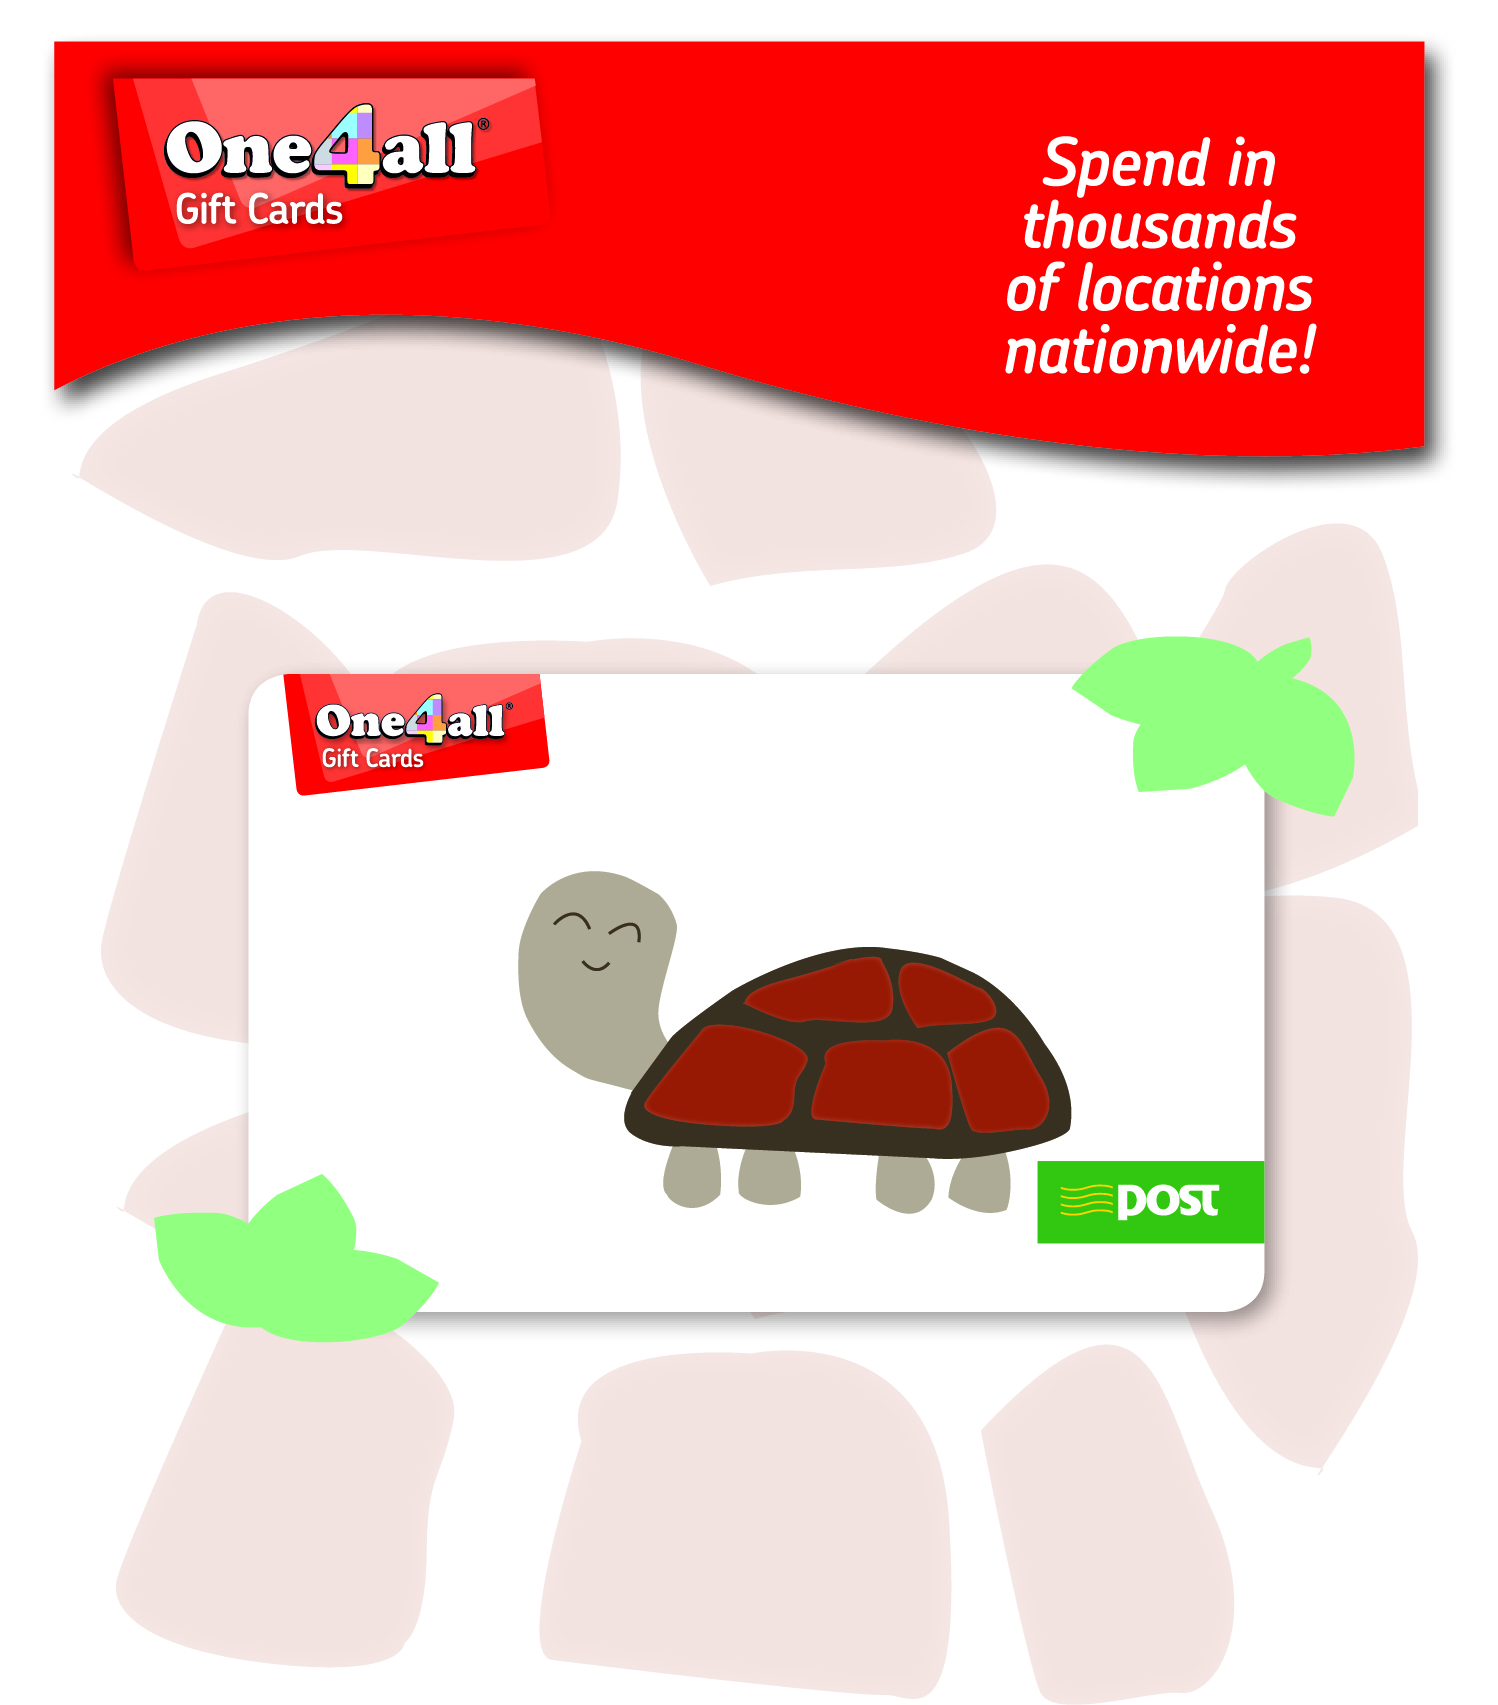 One4all®
Gift Cards
Spend in
thousands
of locations
nationwide!
One4all®
Gift Cards
post